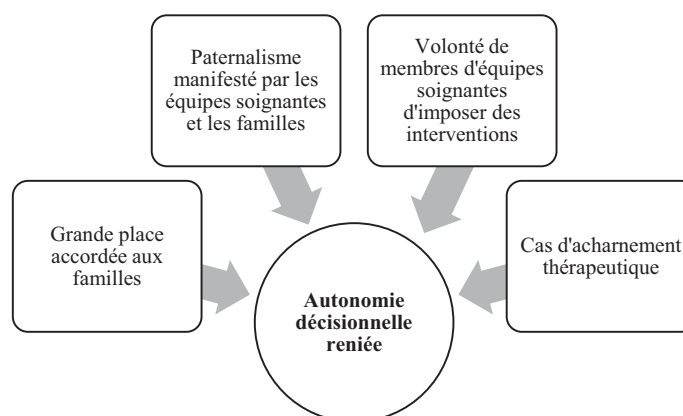 Paternalisme
manifesté par les
équipes soignantes
et les familles
Volonté de
membres d'équipes
soignantes
d'imposer des
interventions
Grande place
accordée aux
familles
Cas d'acharnement
thérapeutique
Autonomie
décisionnelle
reniée